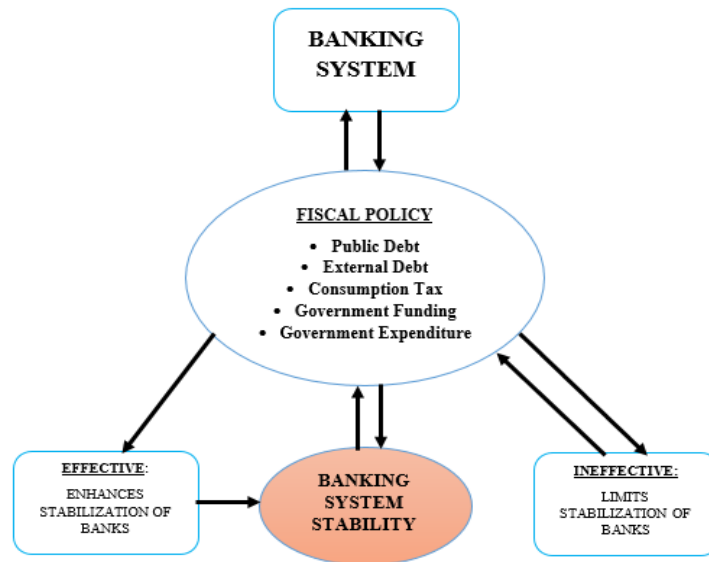 BANKING
SYSTEM
FISCAL POLICY
• Public Debt
• External Debt
• Consumption Tax
• Government Funding
• Government Expenditure
EFFECTIVE:
ENHANCES
STABILIZATION OF
BANKS
BANKING
SYSTEM
STABILITY
INEFFECTIVE:
LIMITS
STABILIZATION OF
BANKS